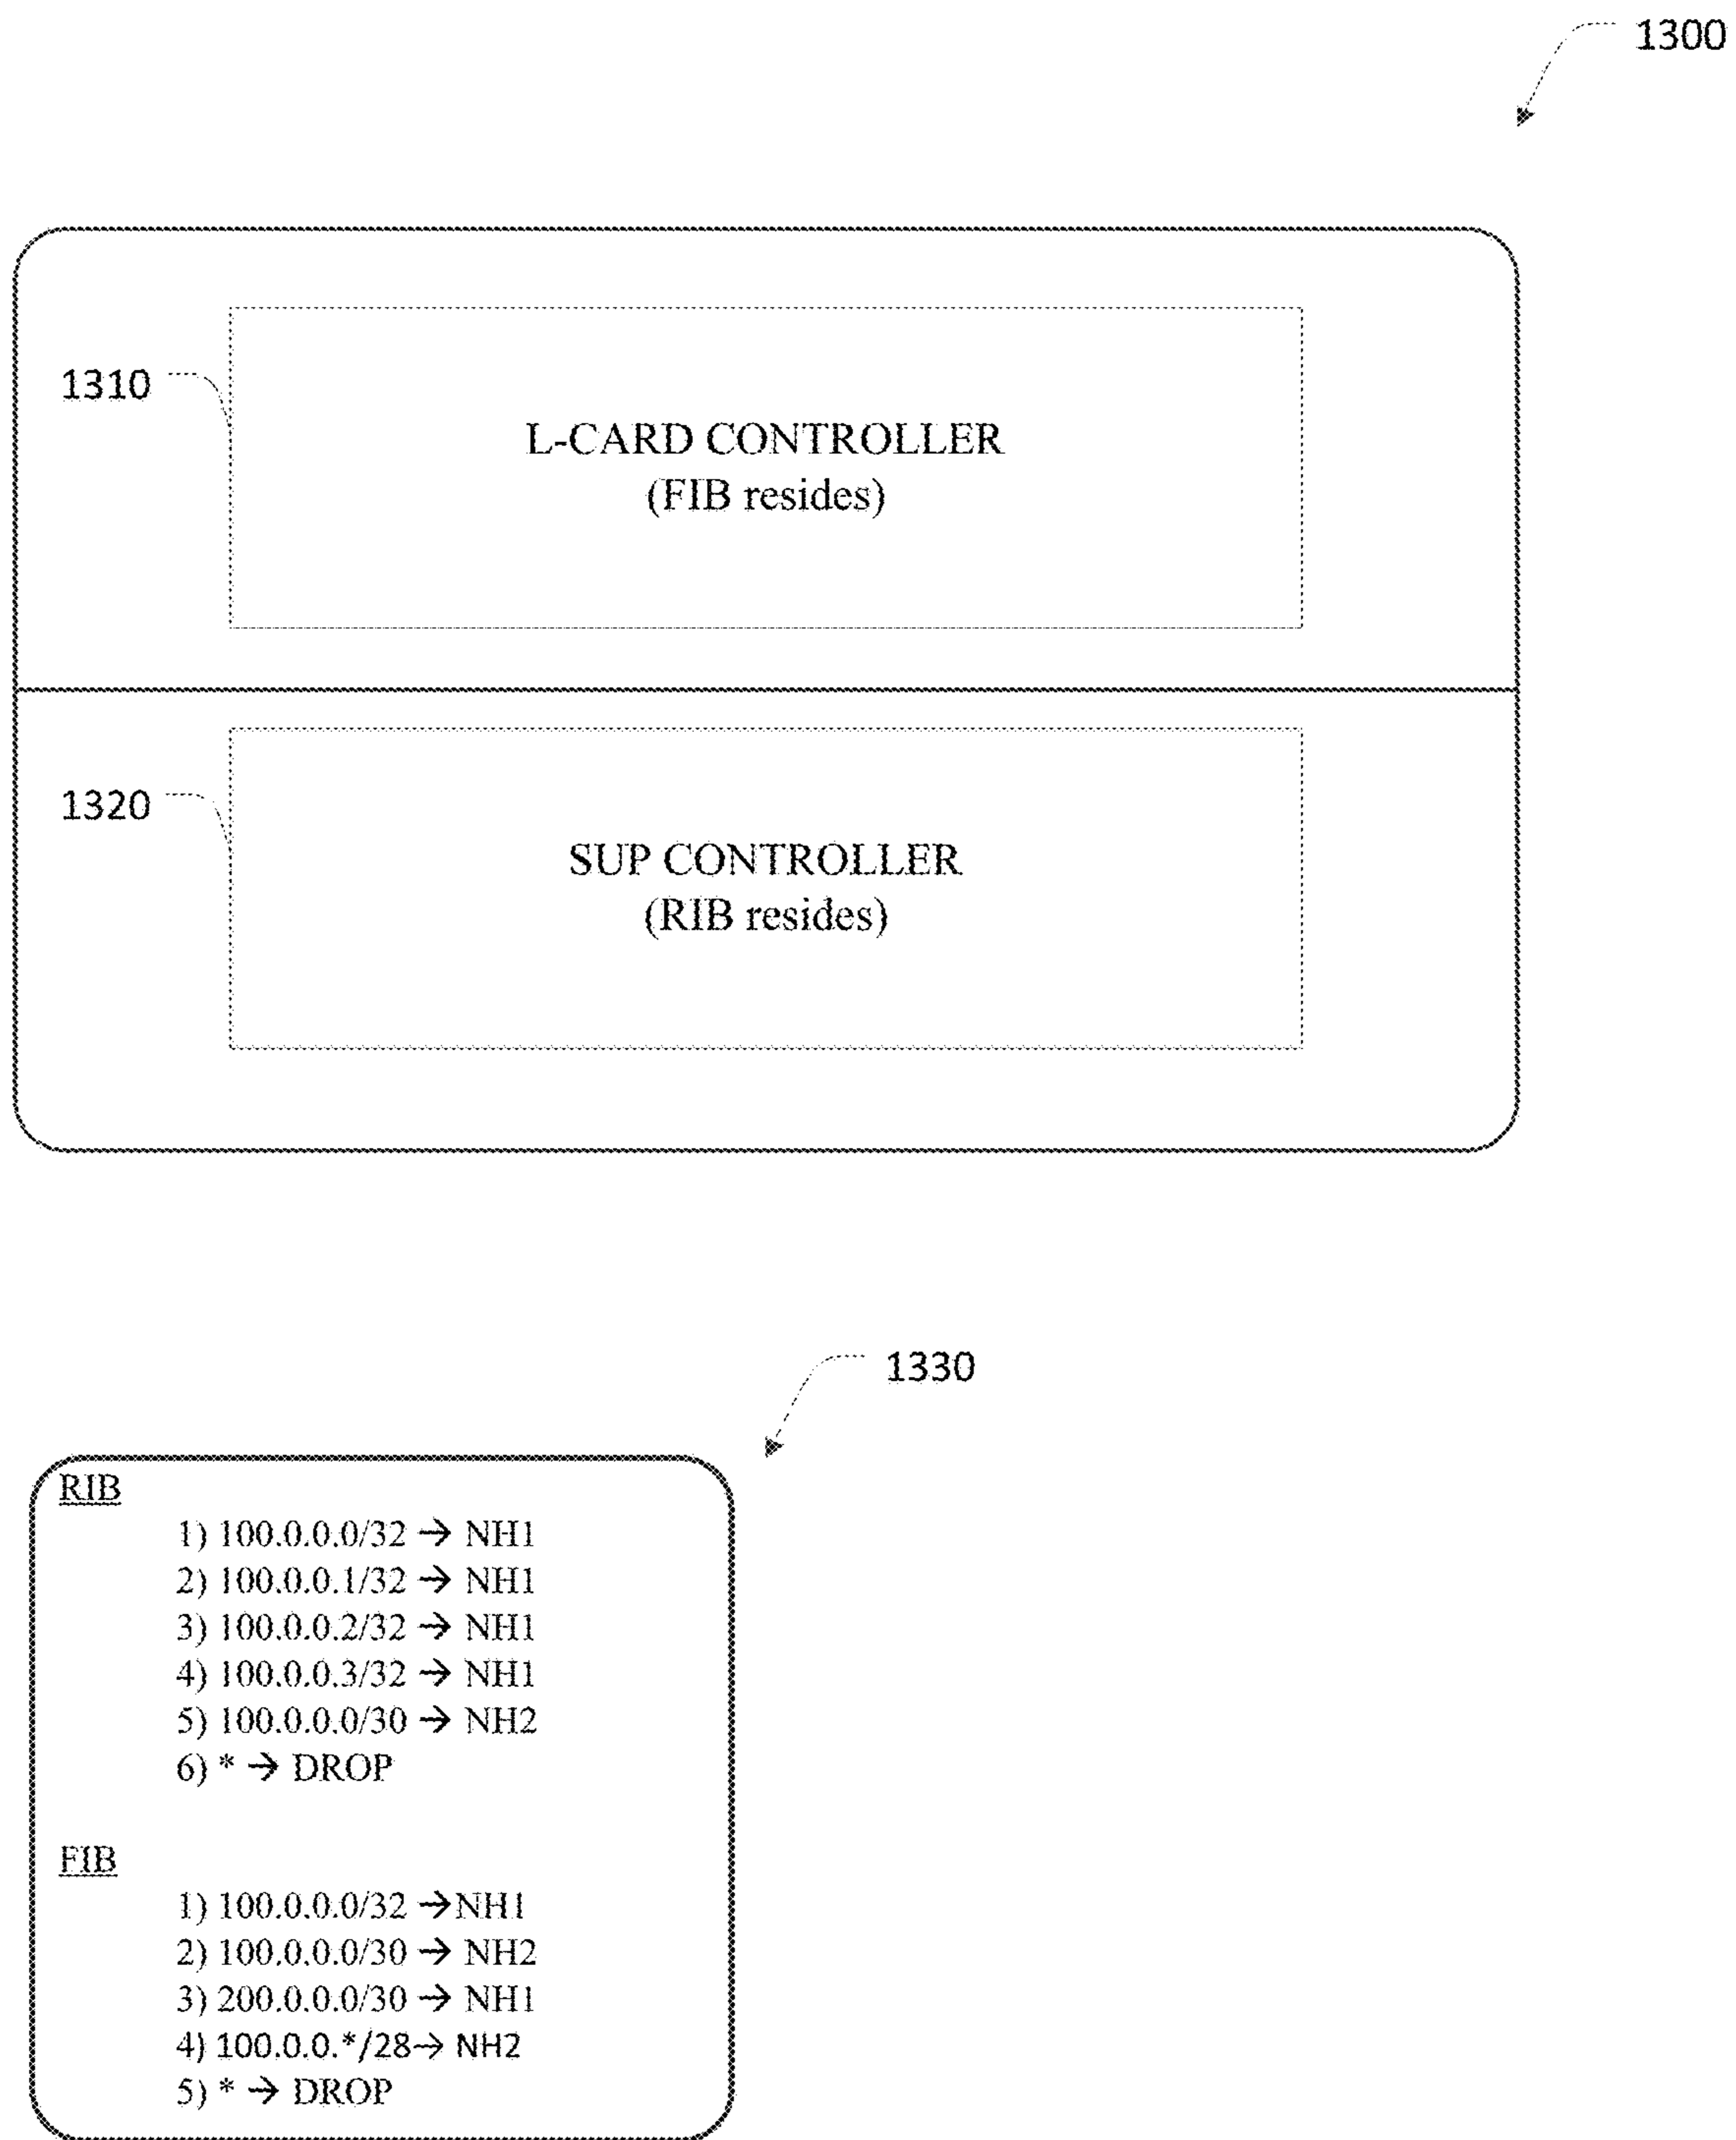 1300
1310
L-CARD CONTROLLER
(FIB resides)
1320
SUP CONTROLLER
(RIB resides)
1330
RIB
1) 100.0.0.0/32 → NH1
2) 100.0.0.1/32 → NH1
3) 100.0.0.2/32 → NH1
4) 100.0.0.3/32 → NH1
5) 100.0.0.0/30 → NH2
6) * → DROP
FIB
1) 100.0.0.0/32 →NH1
2) 100.0.0.0/30 → NH2
3) 200.0.0.0/30 → NH1
4) 100.0.0.*/28→ NH2
5) * → DROP